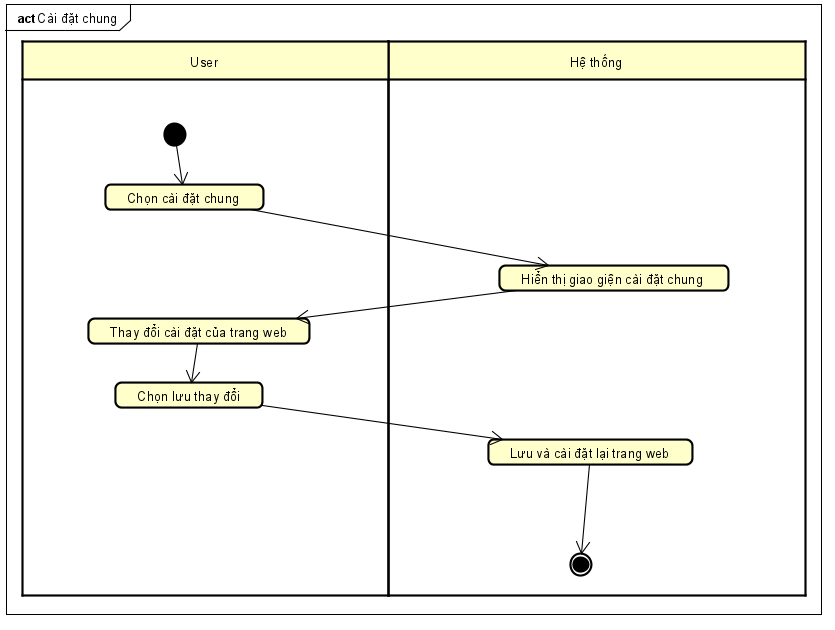 act Cài đặt chung
User
Hệ thống
Chọn cài đặt chung
Hiển thị giao giện cài đặt chung
Thay đổi cài đặt của trang web
Chọn lưu thay đổi
Lưu và cài đặt lại trang web